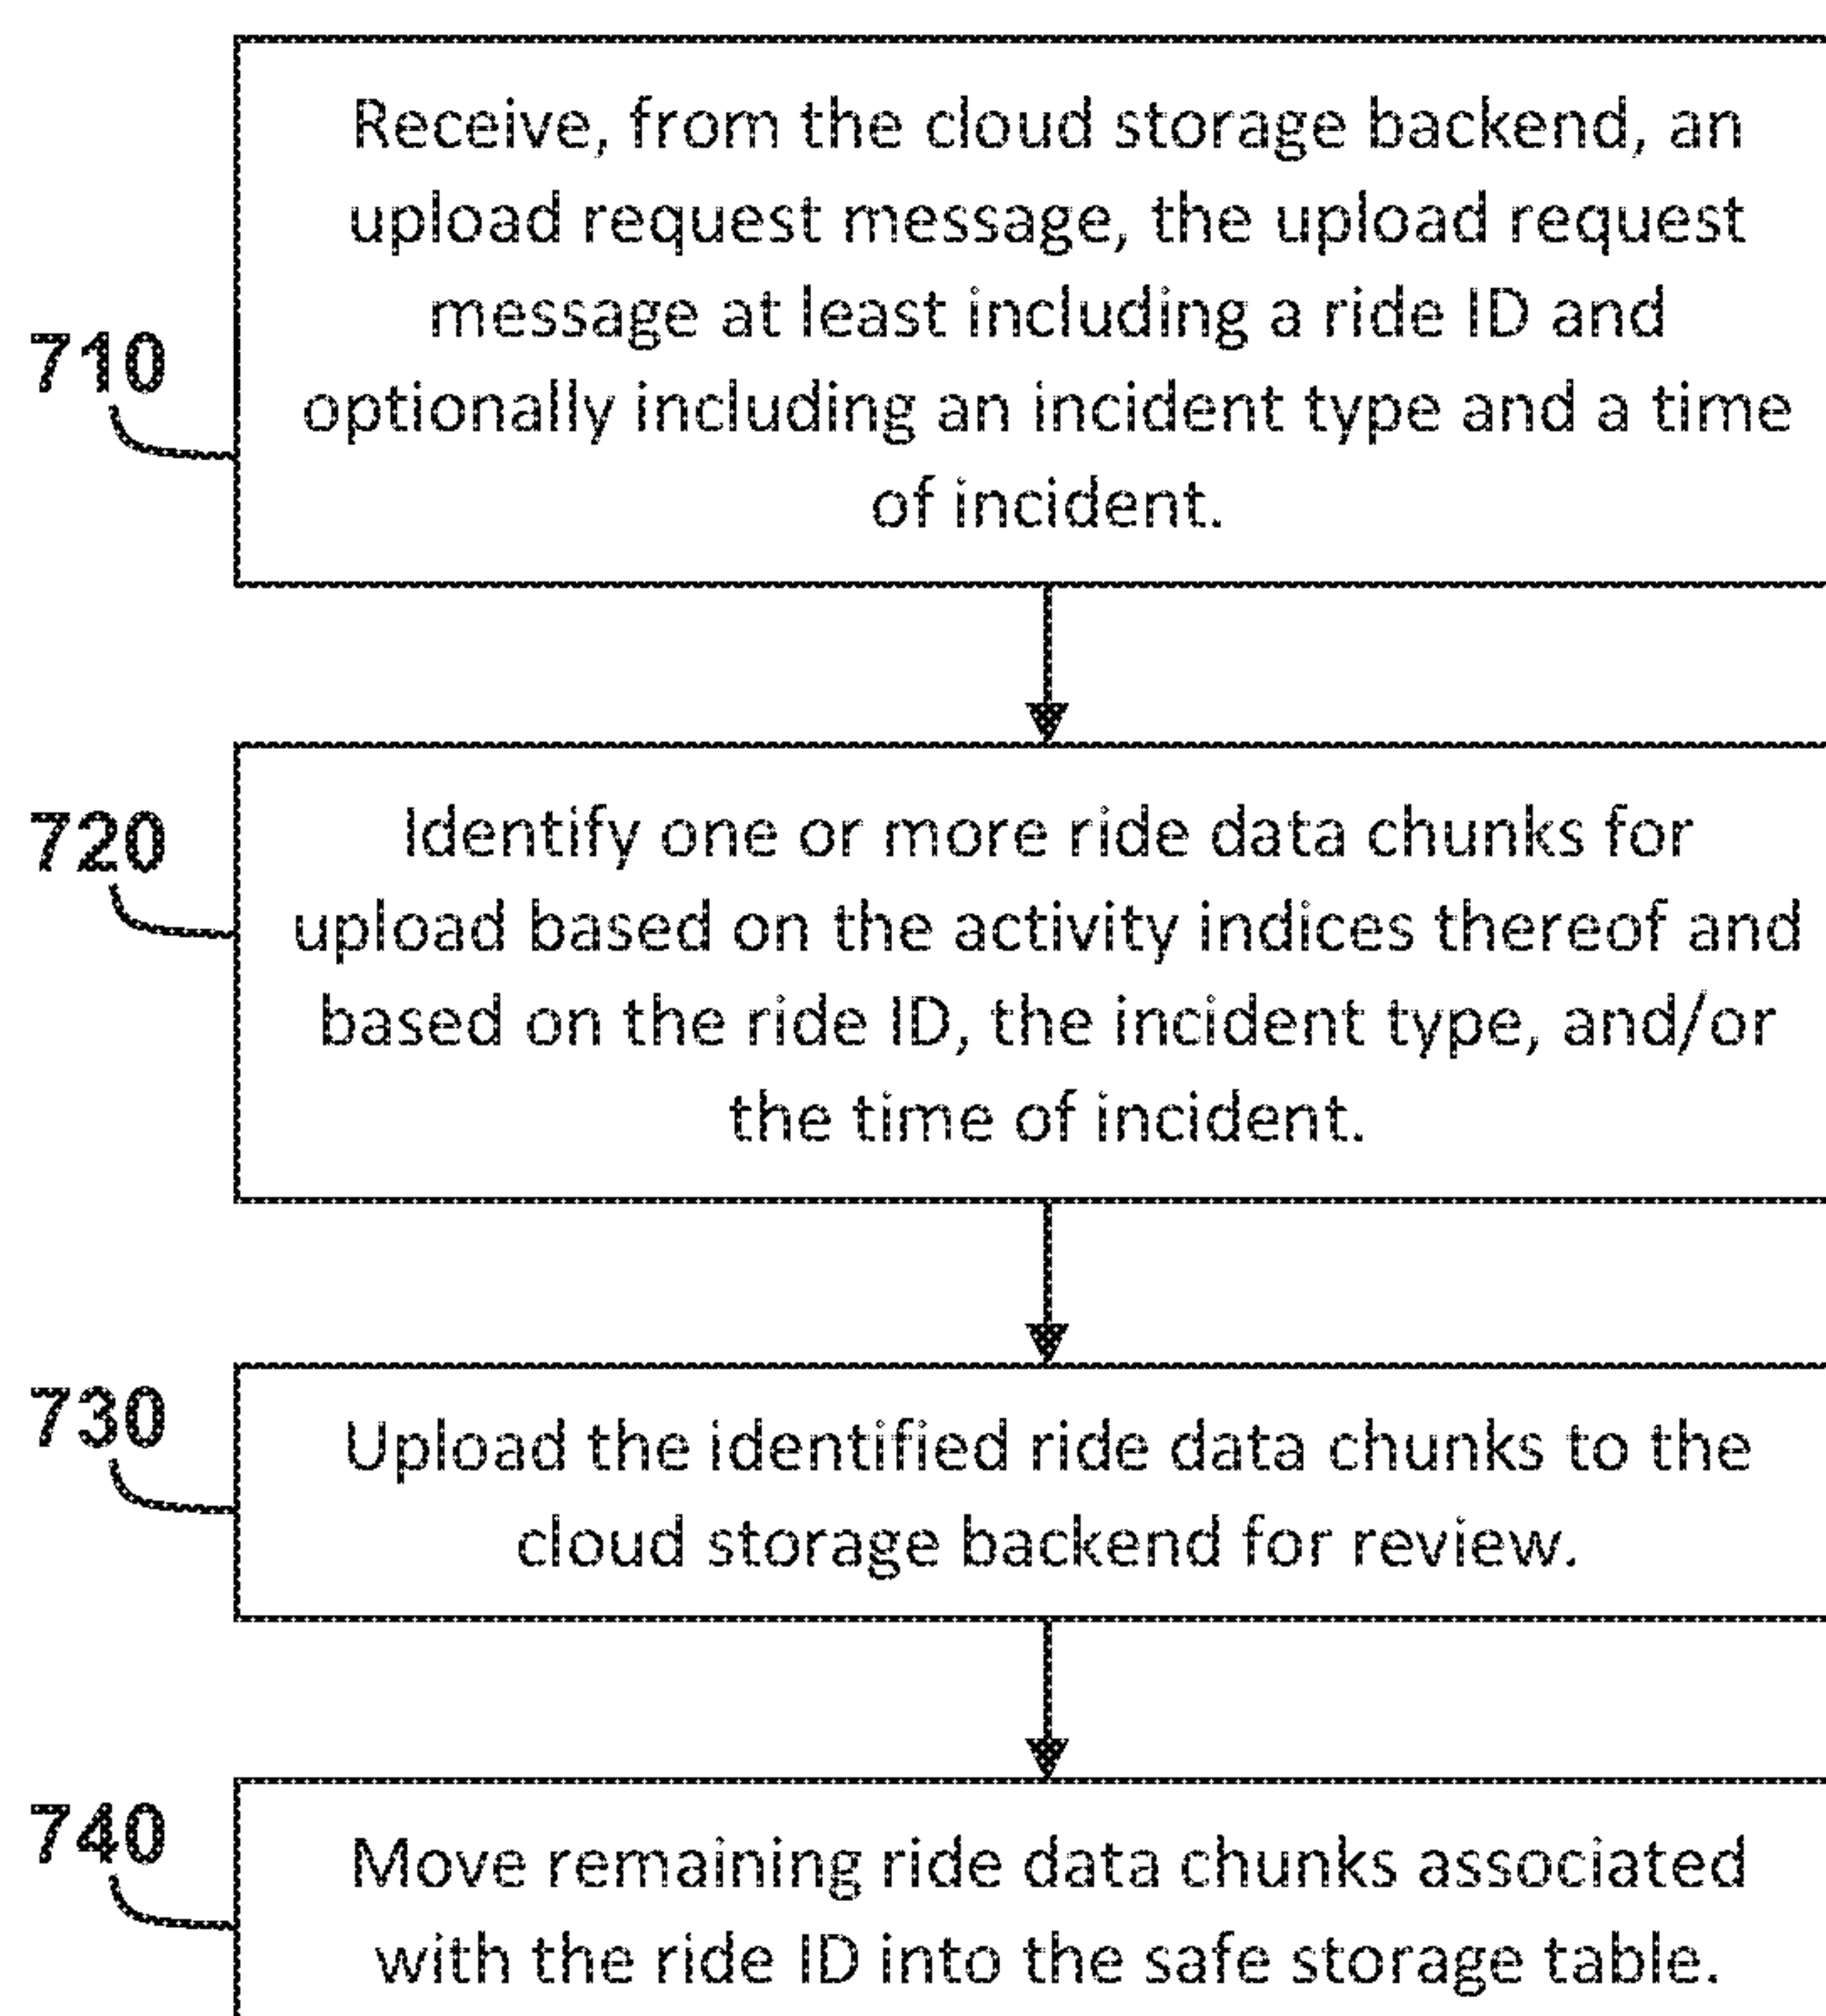 Receive, from the cloud storage backend, an
upload request message, the upload request
message at least including a ride ID and
710
optionally including an incident type and a time
of incident.
720
Identify one or more ride data chunks for
upload based on the activity indices thereof and
based on the ride ID, the incident type, and/or
the time of incident.
730
Upload the identified ride data chunks to the
cloud storage backend for review.
740
Move remaining ride data chunks associated
with the ride ID into the safe storage table.